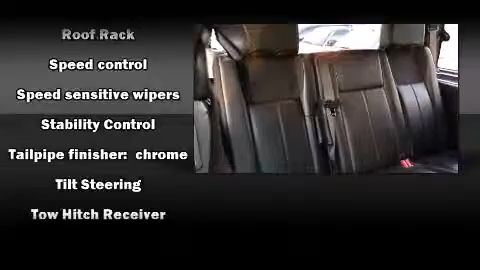 Roof Rack
Speed control
Speed sensitive wipers
Stability Control
Tailpipe finisher: chrome
Tilt Steering
Tow Hitch Receiver